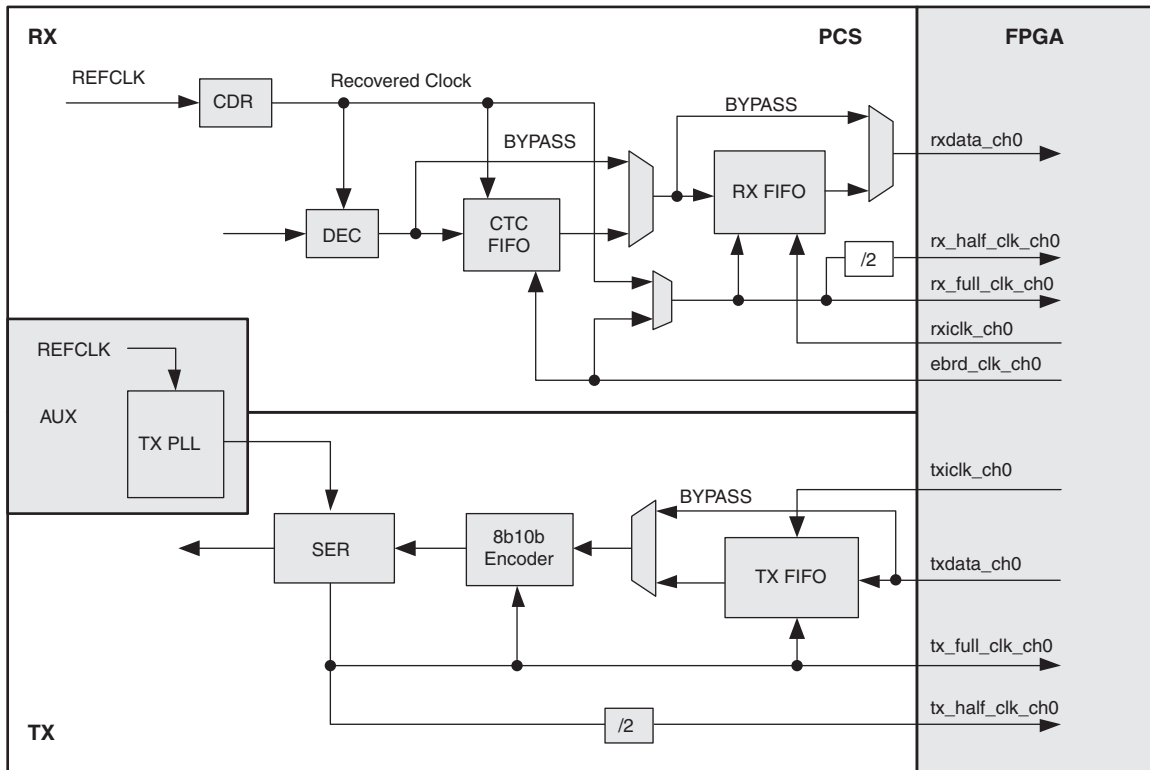 RX
PCS
FPGA
REFCLK
CDR
Recovered Clock
BYPASS
BYPASS
rxdata_ch0
DEC
CTC
FIFO
RX FIFO
/2
rx_half_clk_ch0
rx_full_clk_ch0
rxiclk_ch0
ebrd_clk_ch0
REFCLK
AUX
TX PLL
txiclk_ch0
BYPASS
SER
8b10b
Encoder
TX FIFO
txdata_ch0
tx_full_clk_ch0
/2
tx_half_clk_ch0
TX